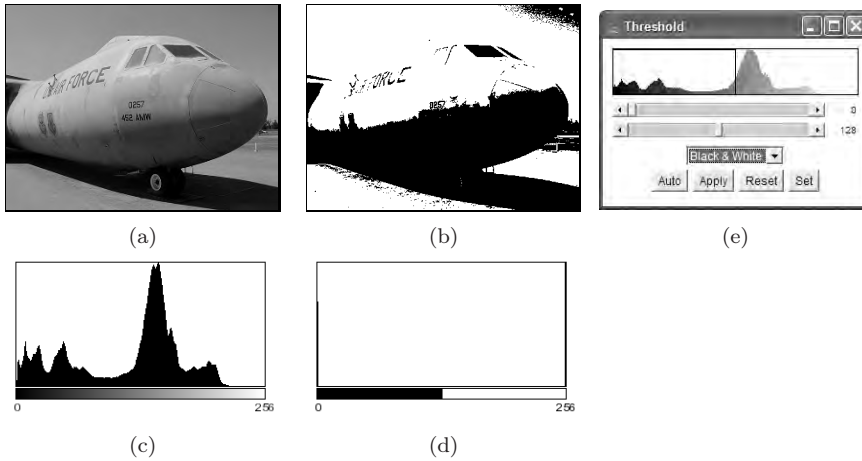 AIR FORCE
0257
452 AMW
AIR FORCE
0257
Threshold
0
128
Black & White
Auto Apply Reset Set
(a) (b) (e)
0 256 0 256
(c) (d)